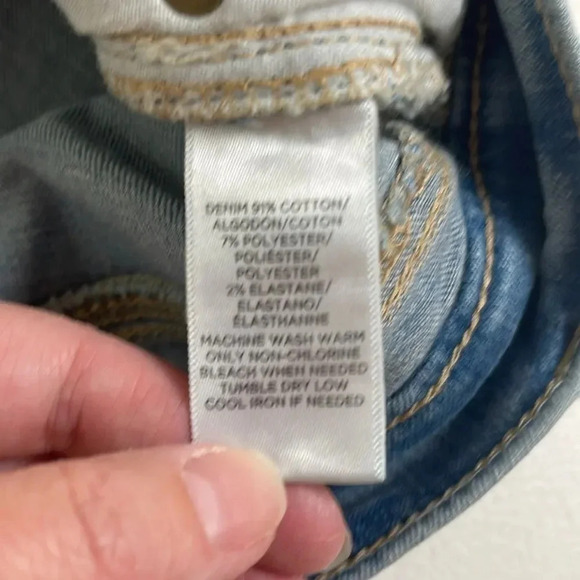 DENIM 91% COTTON/
ALGODON/COTON
7% POLYESTER/
POLIÉSTER/
POLYESTER
2% ELASTANE/
ELASTANO/
ÉLASTHANNE
MACHINE WASH WARM
ONLY NON-CHLORINE
BLEACH WHEN NEEDED
TUMBLE DRY LOW
COOL IRON IF NEEDED